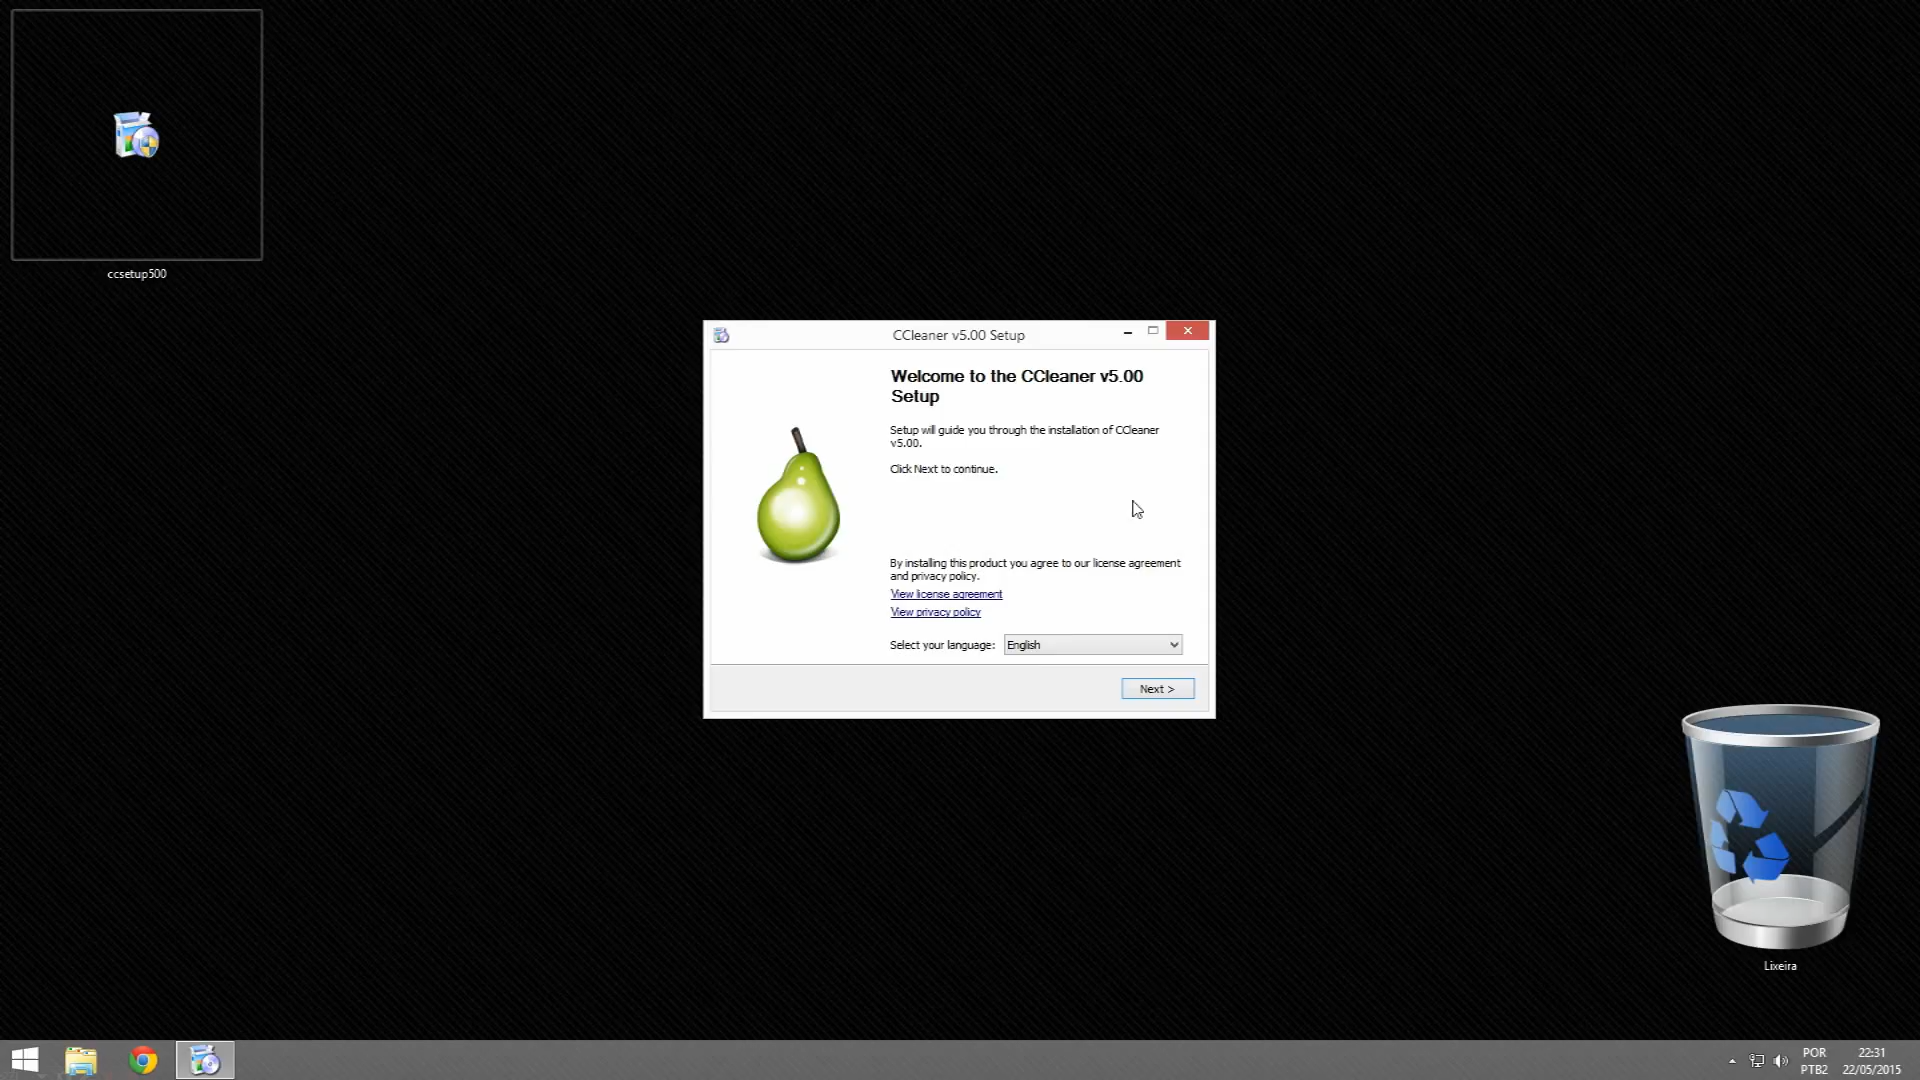 ccsetup500
CCleaner v5.00 Setup
Welcome to the CCleaner v5.00
Setup
Setup will guide you through the installation of CCleaner
v5.00.
Click Next to continue.
By installing this product you agree to our license agreement
and privacy policy.
View license agreement
View privacy policy
Select your language: English
Next >
Lixeira
POR 22:31
PTB2 22/05/2015